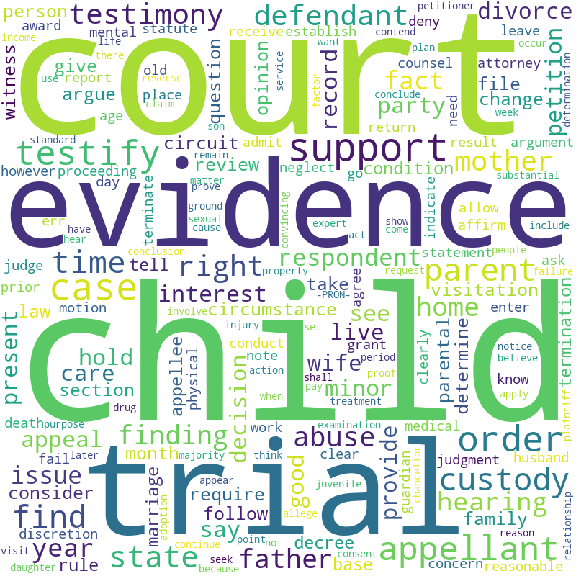 person
testimony
defendant
divorce
petitioner
deny
contend
plan
occur
award
income
mental
life
there
statute
receive
establish
want
leave
court
witness
give
use
report
reverse
old
place
service
claim
argue
age
son
question
opinion
record
factor
conclude
counsel
need
attorney
file
week
fact
party
change
return
petition
determination
standard
remain
circuit
admit
support
result
argument
testify
however
proceeding
review
neglect
go
condition
mother
substantial
evidence
day
err
have
hear
matter
prove
terminate
ground
sexual
cause
convincing
expert
act
show
come
indicate
allow
affirm
include
conclusion
judge
time
tell
right
property
respondent
statement
people
ask
failure
request
parent
prior
law
case
motion
interest
-PRON-
take
agree
see
home
visitation
enter
involve
circumstance
child
present
hold
care
section
appellee
physical
injury
set
conduct
note
action
live
grant
wife
period
pay
shall
proof
minor
clearly
parental
determine
notice
believe
know
apply
termination
plaintiff
death
purpose
drug
appeal
finding
decision
when
treatment
abuse
provide
medical
order
fail
later
month
majority
work
think
clear
examination
good
guardian
chancellor
judgment
husband
issue
consider
find
trial
custody
hearing
discretion
marriage
require
appear
juvenile
allege
follow
say
family
reason
relationship
visit
year
rule
daughter
adoption
state
continue
because
seek
father
point
not
decree
consent
base
concern
appellant
reasonable